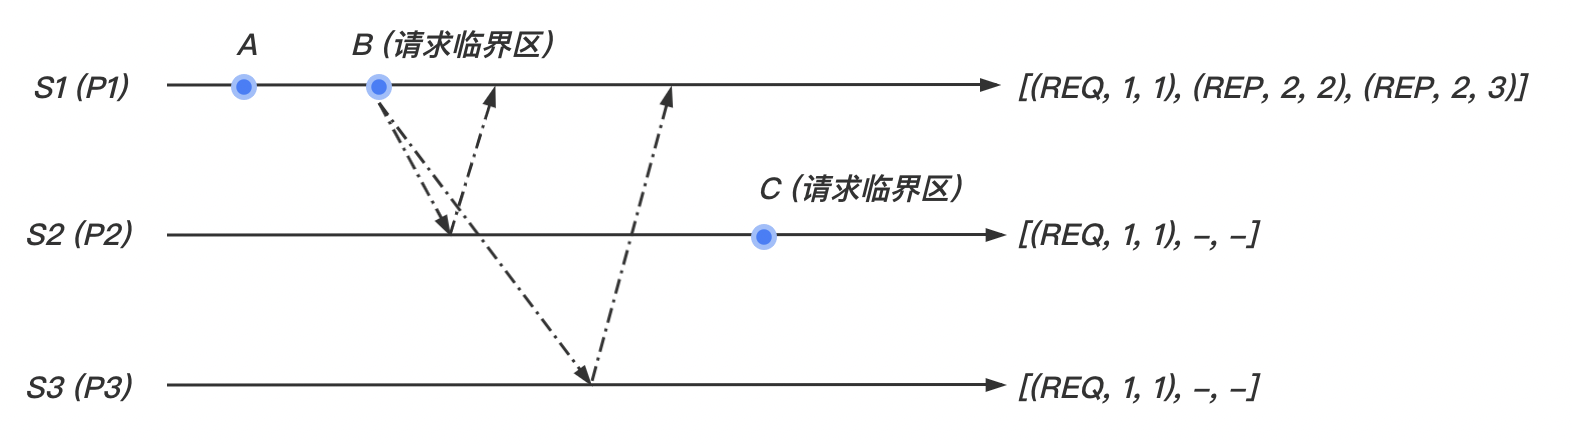 A
B (请求临界区)
S1 (P1)
[(REQ, 1, 1), (REP, 2, 2), (REP, 2, 3)]
C (请求临界区)
S2 (P2)
[(REQ, 1, 1), –, –]
S3 (P3)
[(REQ, 1, 1), –, –]